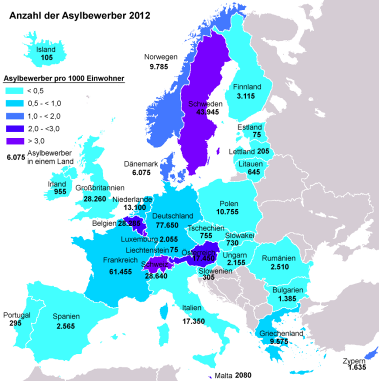 Anzahl der Asylbewerber 2012
Island
105
Asylbewerber pro 1000 Einwohner
< 0,5
0,5 - < 1,0
1,0 - < 2,0
2,0 - <3,0
> 3,0
6.075 Asylbewerber
in einem Land
Norwegen
9.785
Schweden
43.945
Finnland
3.115
Estland
75
Lettland 205
Litauen
645
Dänemark
6.075
Irland
955
Großbritannien
28.260
Niederlande
13.100
Belgien
Deutschland
77.650
Polen
10.755
Luxemburg 2.055
Tschechien
755
Slowakei
730
Liechtenstein 75
Frankreich
61.455
Schweiz
28.640
Ungarn
2.155
Slowenien
305
Rumänien
2.510
Bulgarien
1.385
Portugal
295
Spanien
2.565
Italien
17.350
Griechenland
9.575
Zypern
1.635
Malta 2080